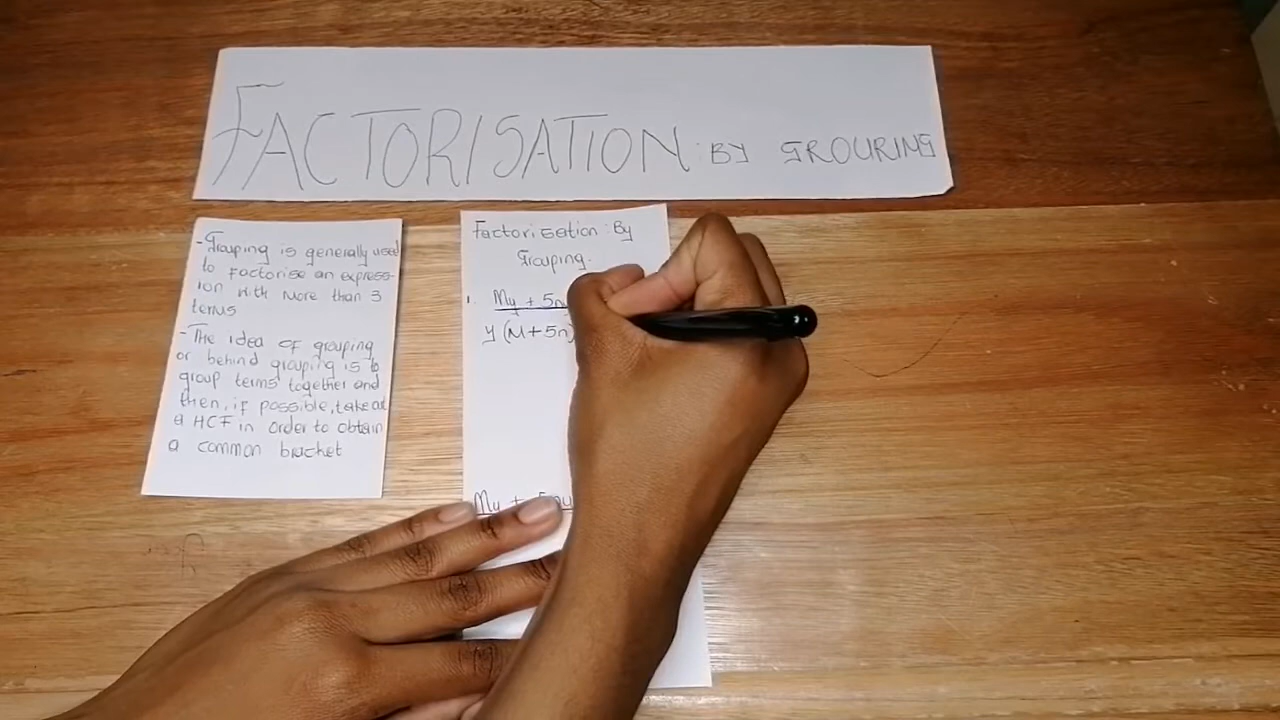 FACTORISATION: BY GROURING
-Grouping is generally used
to Factorise an express-
ion with More than 3
terms
-The idea of grouping
or behind grouping is to
group terms together and
then, if possible, take out
a HCF in order to obtain
a common bracket
Factorisation: By
Grouping.
1. My + 5ny
y (M+5n)
My + 5ny